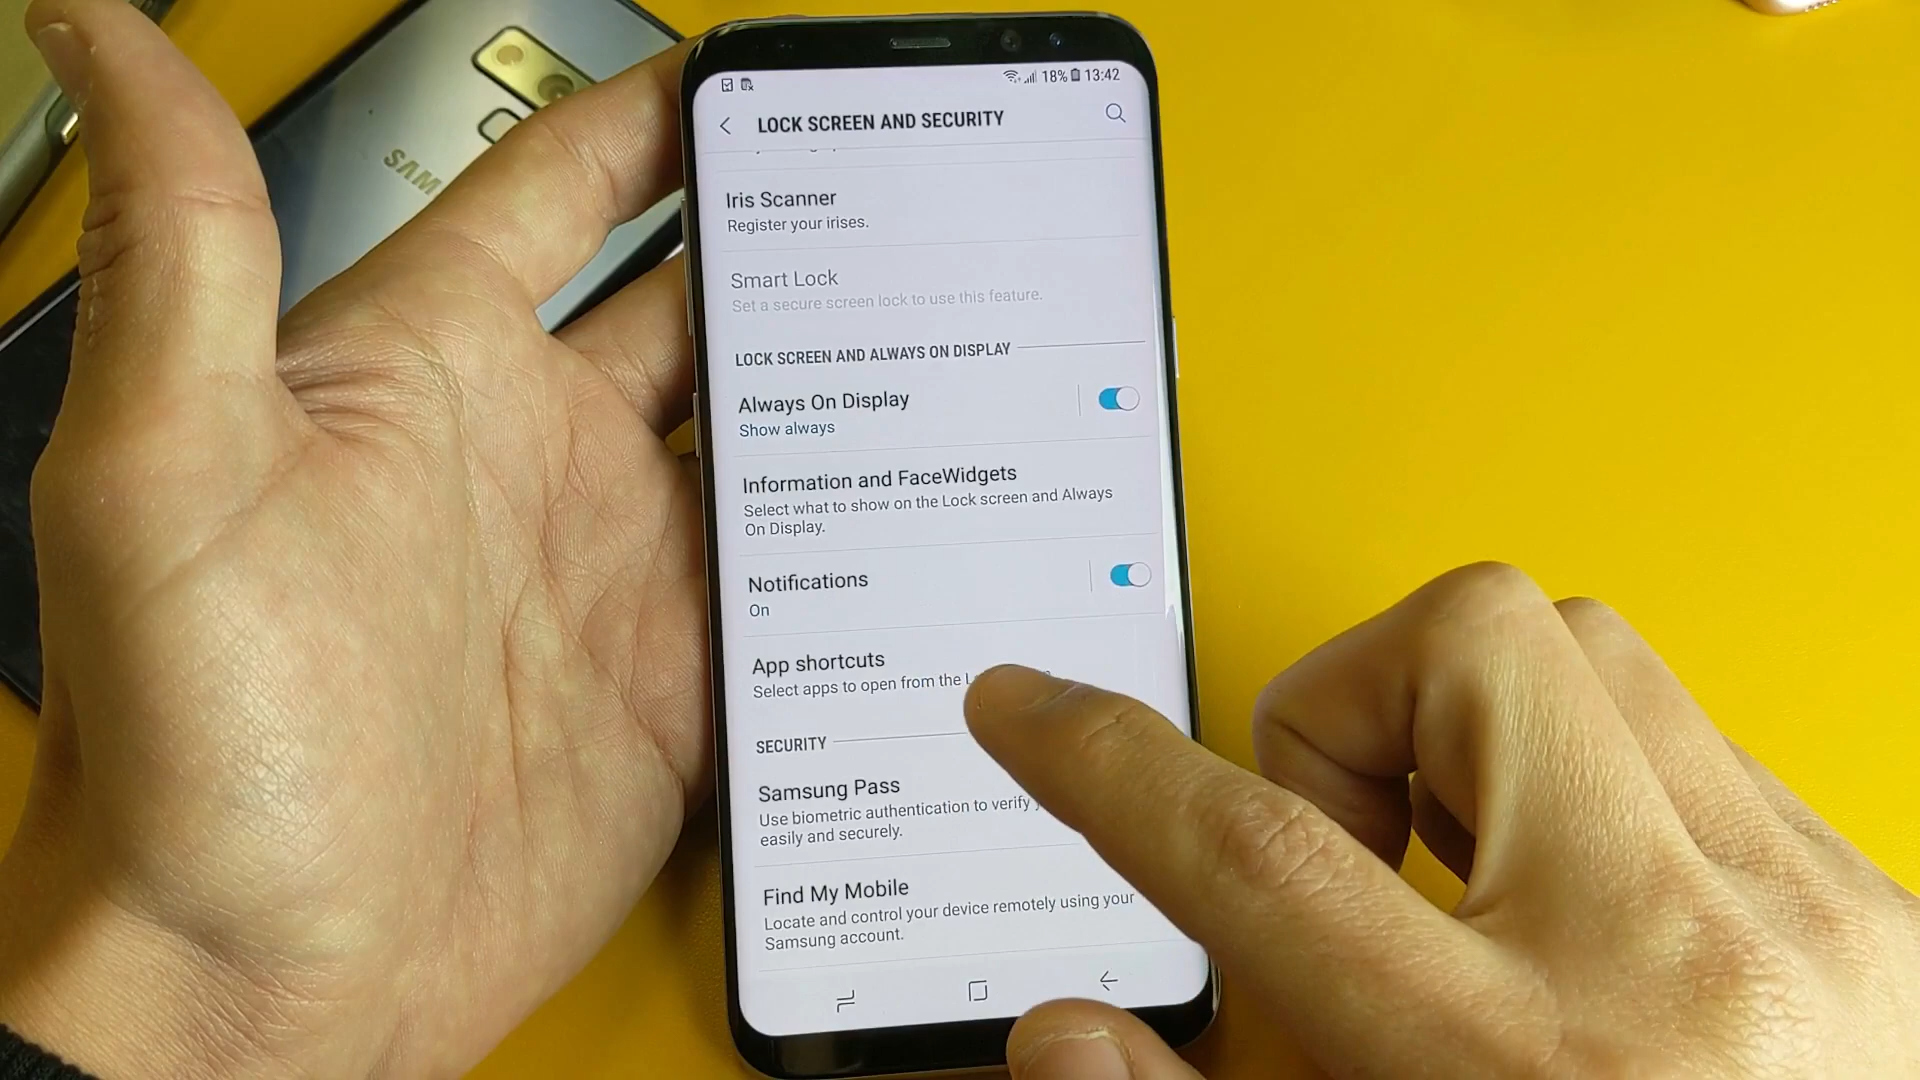 SAM
18% 13:42
LOCK SCREEN AND SECURITY
Iris Scanner
Register your irises.
Smart Lock
Set a secure screen lock to use this feature.
LOCK SCREEN AND ALWAYS ON DISPLAY
Always On Display
Show always
Information and FaceWidgets
Select what to show on the Lock screen and Always
On Display.
Notifications
On
App shortcuts
Select apps to open from the
SECURITY
Samsung Pass
Use biometric authentication to verify
easily and securely.
Find My Mobile
Locate and control your device remotely using your
Samsung account.